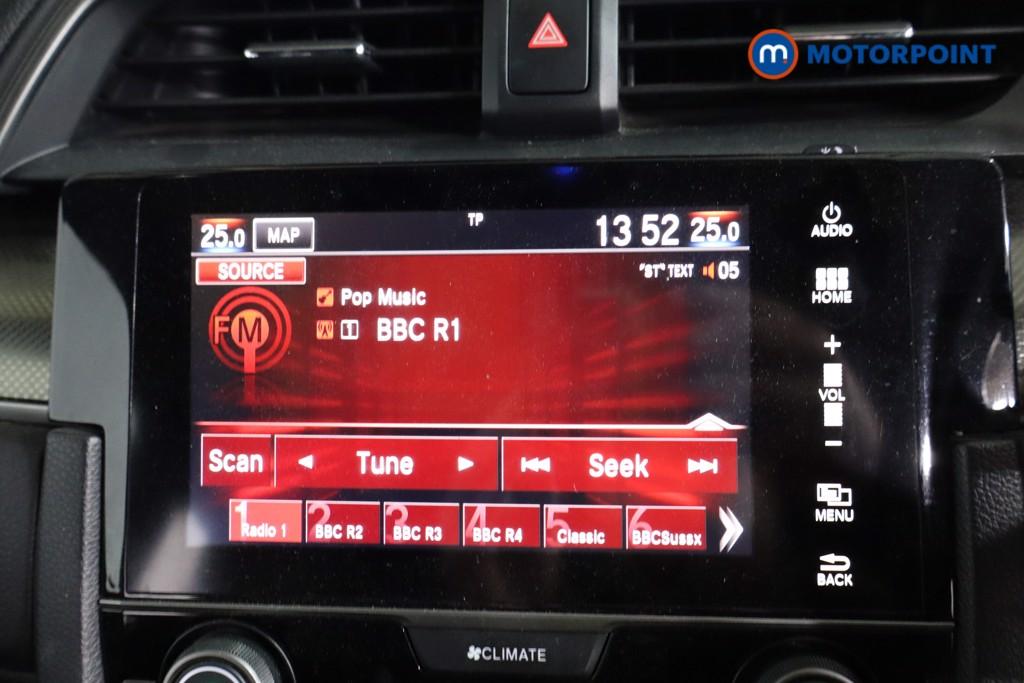 m MOTORPOINT
25.0 MAP TP 13 52 25.0
AUDIO
SOURCE "ST" TEXT 05
FM
Pop Music
1 BBC R1
HOME
+
VOL
-
Scan Tune Seek
MENU
1 Radio 1 2 BBC R2 3 BBC R3 4 BBC R4 5 Classic 6 BBCSussx
BACK
CLIMATE